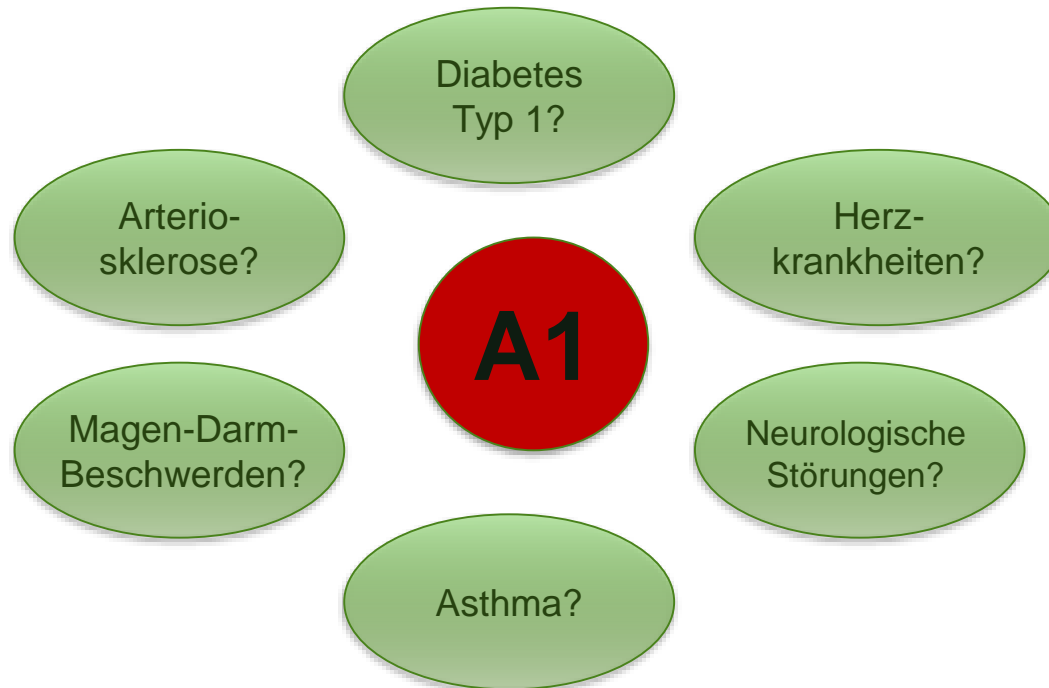 Diabetes
Typ 1?
Arterio-
sklerose?
Herz-
krankheiten?
A1
Magen-Darm-
Beschwerden?
Neurologische
Störungen?
Asthma?